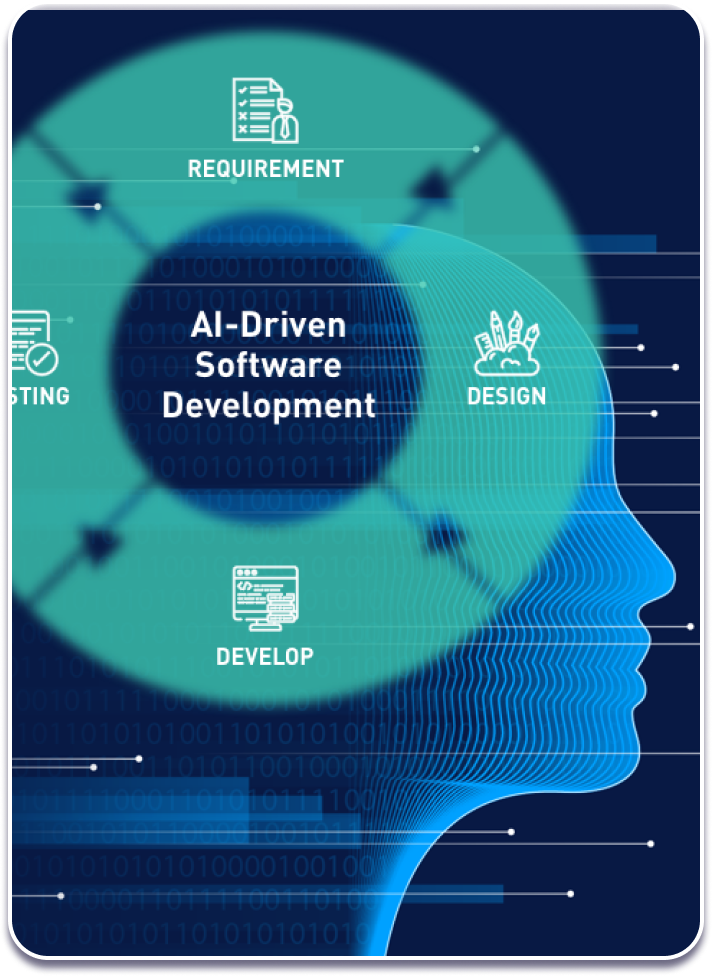 REQUIREMENT
AI-Driven
Software
Development
STING
DESIGN
DEVELOP